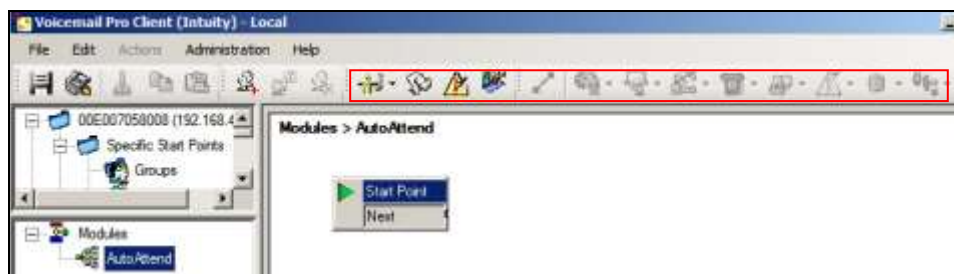 Voicemail Pro Client (Intuity) - Local
File Edit Actions Administration Help
00E007058008 (192.168.4
Specific Start Points
Groups
Modules
AutoAttend
Modules > AutoAttend
Start Point
Next